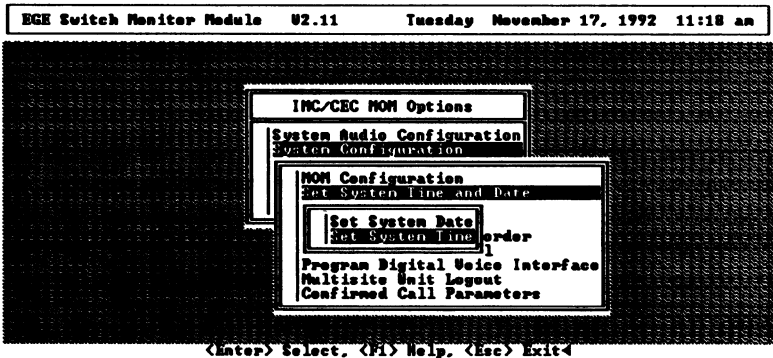 EGE Switch Monitor Module V2.11 Tuesday November 17, 1992 11:18 am
IMC/CEC MOM Options
System Audio Configuration
System Configuration
MOM Configuration
Set System Time and Date
Set System Date
Set System Time order
l
Program Digital Voice Interface
Multisite Unit Logout
Confirmed Call Parameters
<Enter> Select, <F1> Help, <Esc> Exit◄